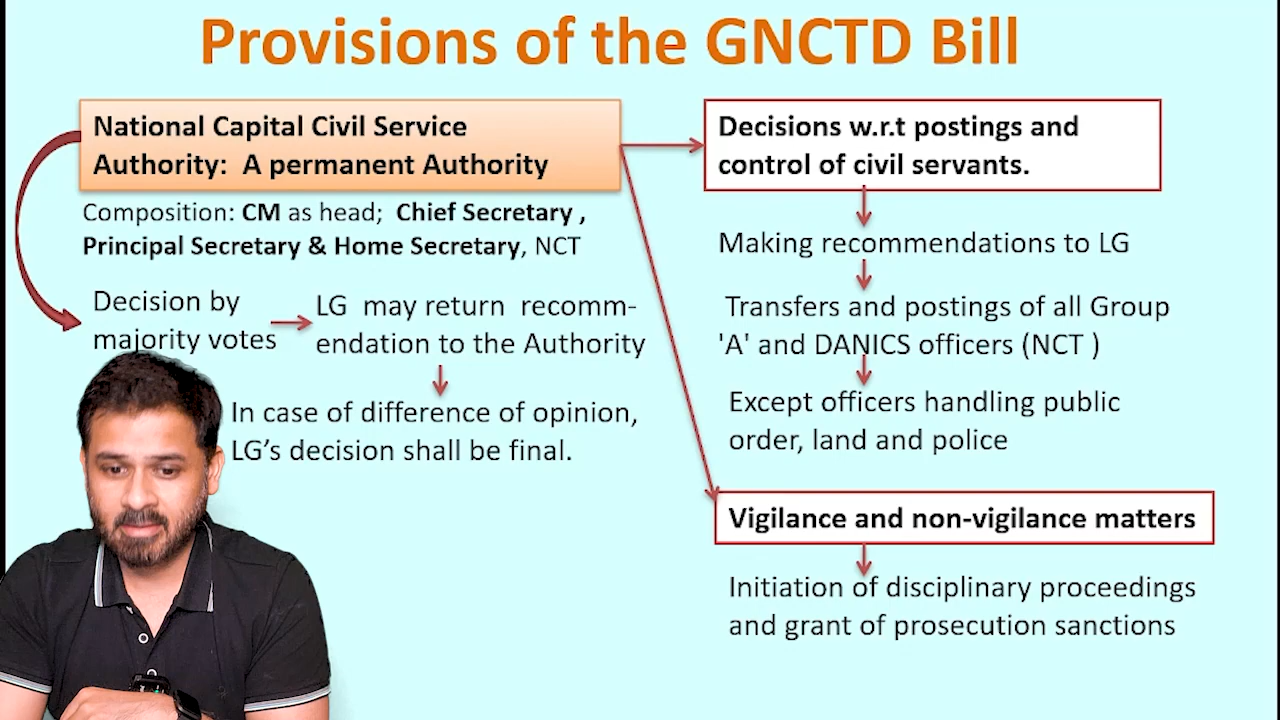 Provisions of the GNCTD Bill
National Capital Civil Service
Authority: A permanent Authority
Composition: CM as head; Chief Secretary ,
Principal Secretary & Home Secretary, NCT
Decision by
majority votes
LG may return recomm-
endation to the Authority
In case of difference of opinion,
LG's decision shall be final.
Decisions w.r.t postings and
control of civil servants.
Making recommendations to LG
Transfers and postings of all Group
'A' and DANICS officers (NCT )
Except officers handling public
order, land and police
Vigilance and non-vigilance matters
Initiation of disciplinary proceedings
and grant of prosecution sanctions